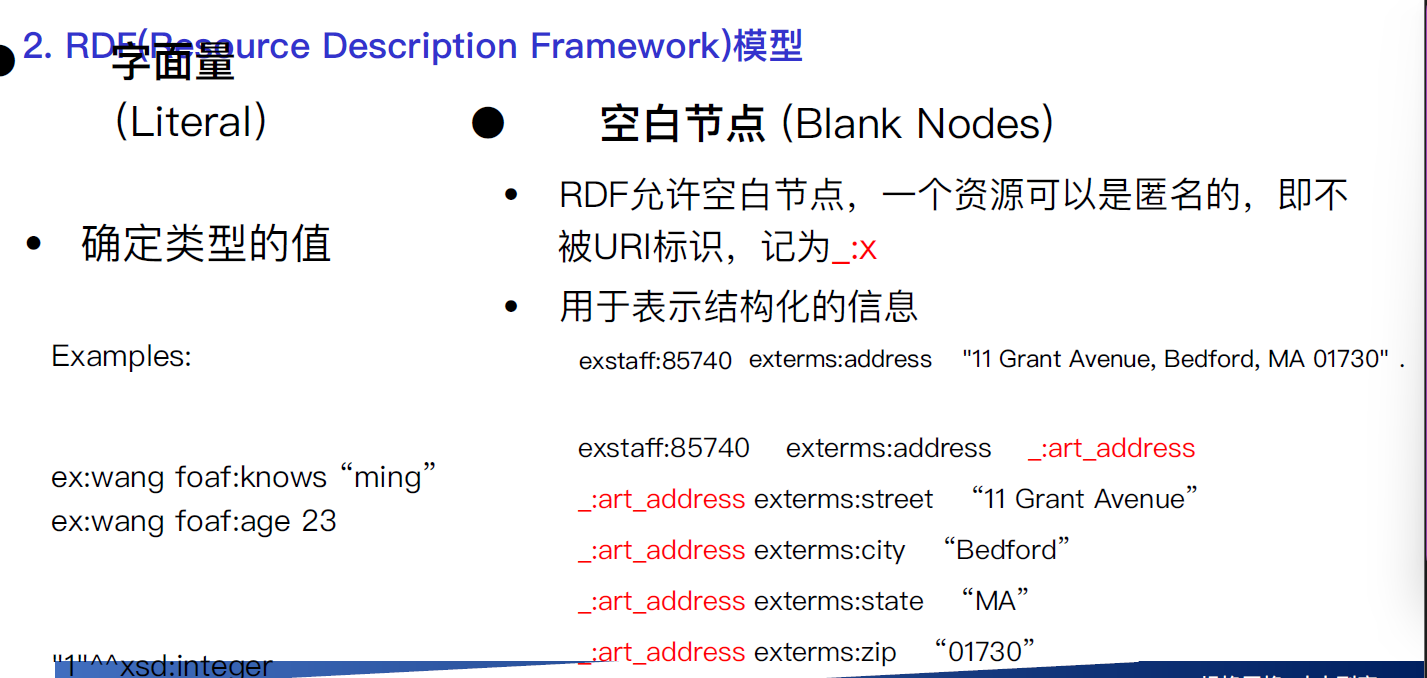 2. RDF(Resource Description Framework)模型
字面量
(Literal)
确定类型的值
Examples:
ex:wang foaf:knows “ming”
ex:wang foaf:age 23
"1"^^xsd:integer
空白节点 (Blank Nodes)
RDF允许空白节点，一个资源可以是匿名的，即不
被URI标识，记为_:x
用于表示结构化的信息
exstaff:85740 exterms:address "11 Grant Avenue, Bedford, MA 01730" .
exstaff:85740 exterms:address _:art_address
_:art_address exterms:street “11 Grant Avenue”
_:art_address exterms:city “Bedford”
_:art_address exterms:state “MA”
_:art_address exterms:zip “01730”